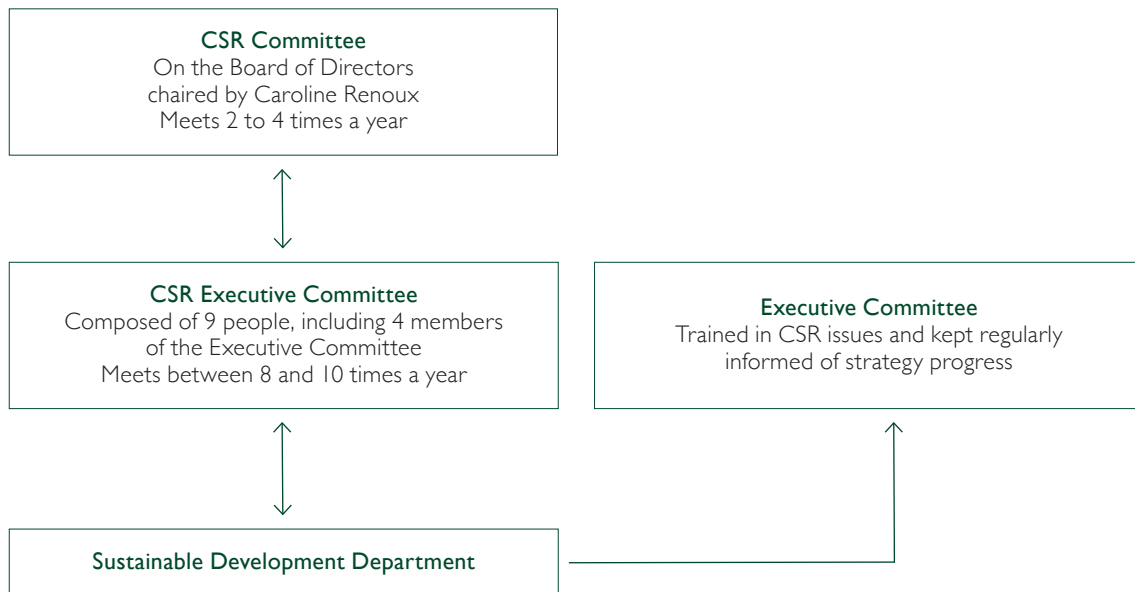 CSR Committee
On the Board of Directors
chaired by Caroline Renoux
Meets 2 to 4 times a year
CSR Executive Committee
Composed of 9 people, including 4 members
of the Executive Committee
Meets between 8 and 10 times a year
Executive Committee
Trained in CSR issues and kept regularly
informed of strategy progress
Sustainable Development Department